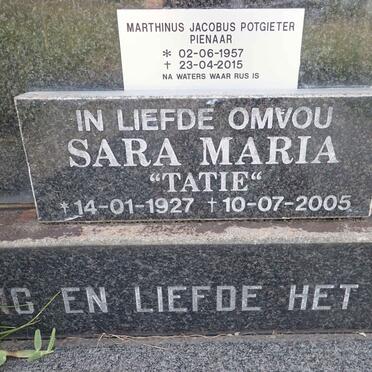 MARTHINUS JACOBUS POTGIETER
PIENAAR
* 02-06-1957
† 23-04-2015
NA WATERS WAAR RUS IS
IN LIEFDE OMVOU
SARA MARIA
"TATIE"
*14-01-1927 †10-07-2005
EN LIEFDE HET